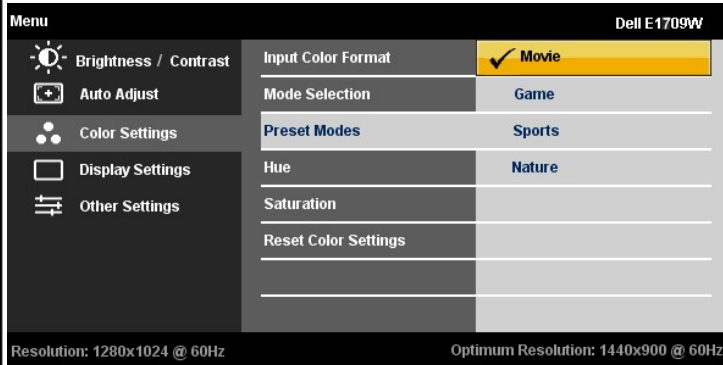 Menu
Dell E1709W
Brightness / Contrast
Auto Adjust
Color Settings
Display Settings
Other Settings
Input Color Format
Mode Selection
Preset Modes
Hue
Saturation
Reset Color Settings
Movie
Game
Sports
Nature
Resolution: 1280x1024 @ 60Hz
Optimum Resolution: 1440x900 @ 60Hz